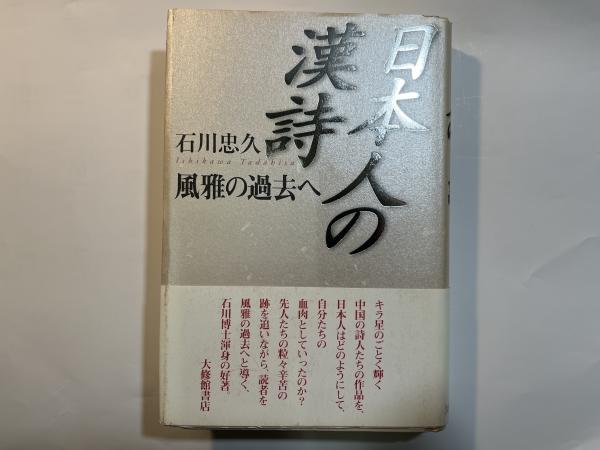 日本人の
漢詩
石川忠久
Ishikawa Tadahisa
風雅の過去へ
キラ星のごとく輝く
中国の詩人たちの作品を、
日本人はどのようにして、
自分たちの
血肉としていったのか?
先人たちの粒々辛苦の
跡を追いながら、読者を
風雅の過去へと導く、
石川博士渾身の好著。
大修館書店